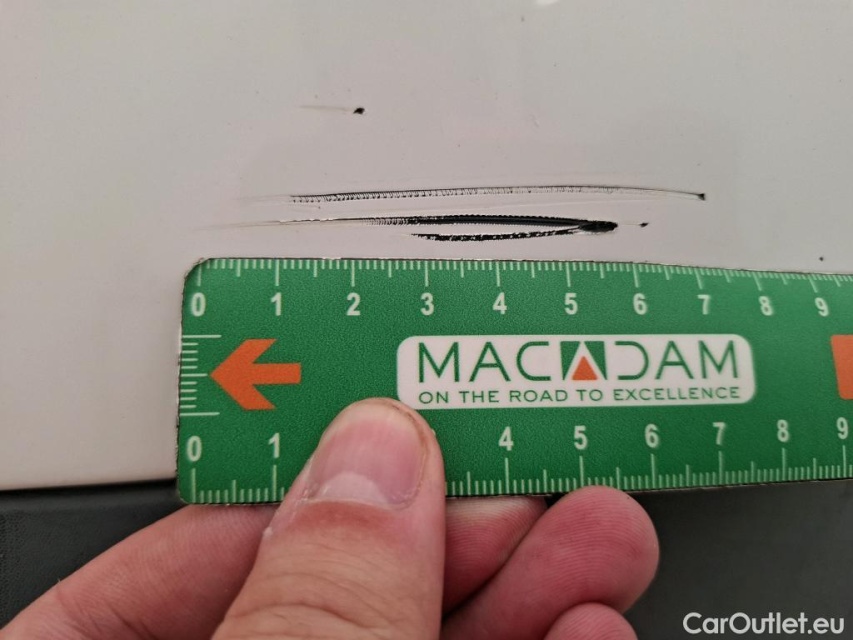 0 1 2 3 4 5 6 7 8 9
MACADAM
ON THE ROAD TO EXCELLENCE
0 1 4 5 6 7 8 9
CarOutlet.eu